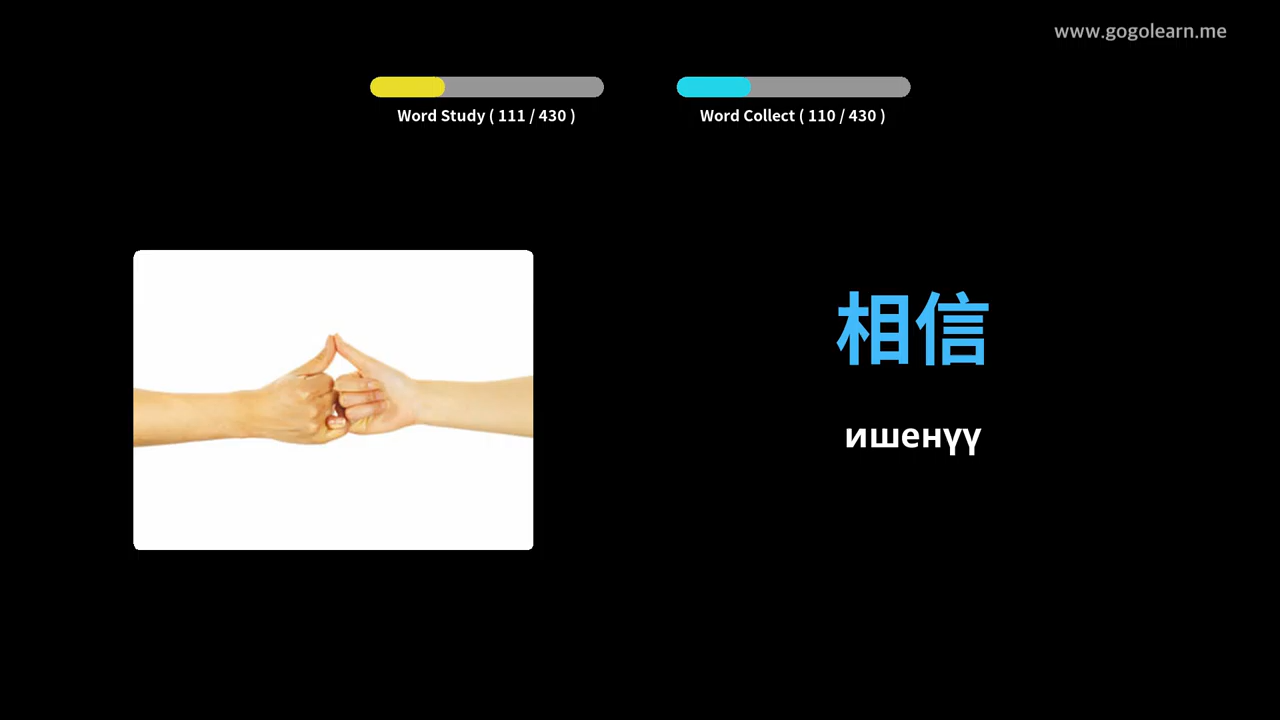 www.gogolearn.me
Word Study ( 111 / 430 )
Word Collect ( 110 / 430 )
相信
ишенүү